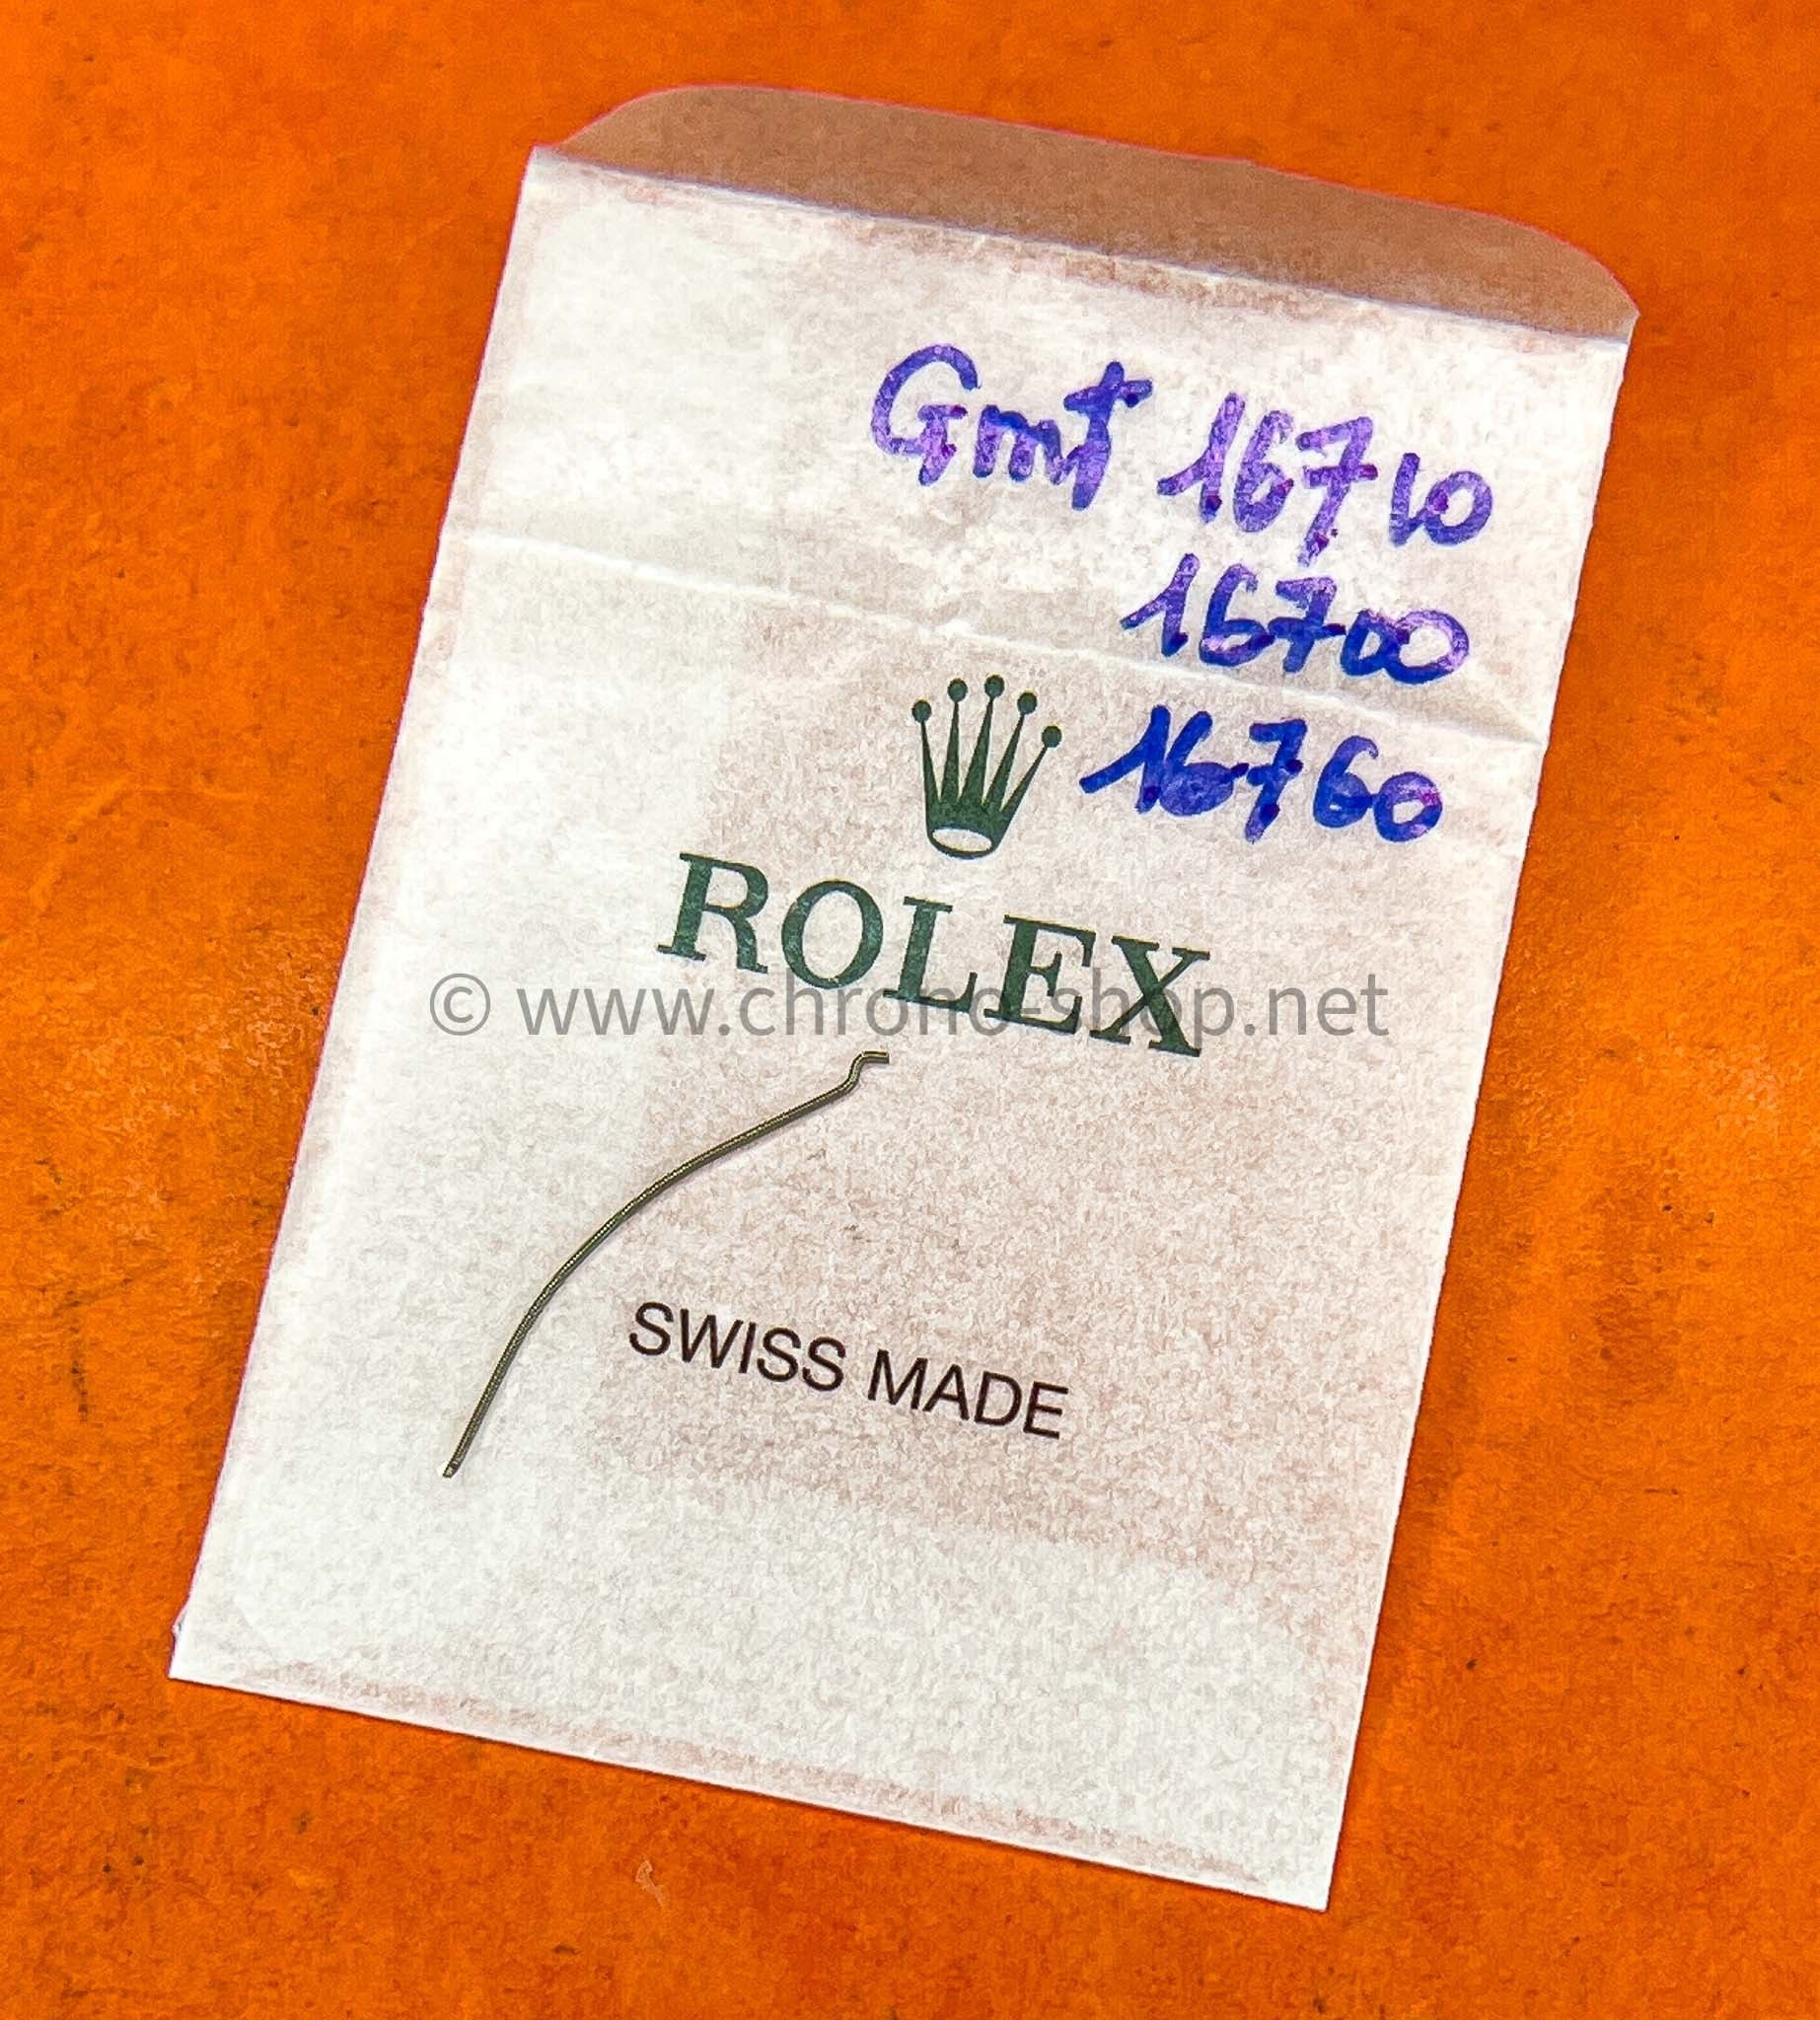 Gmt 16710
16700
16760
ROLEX
© www.chrono-shop.net
SWISS MADE